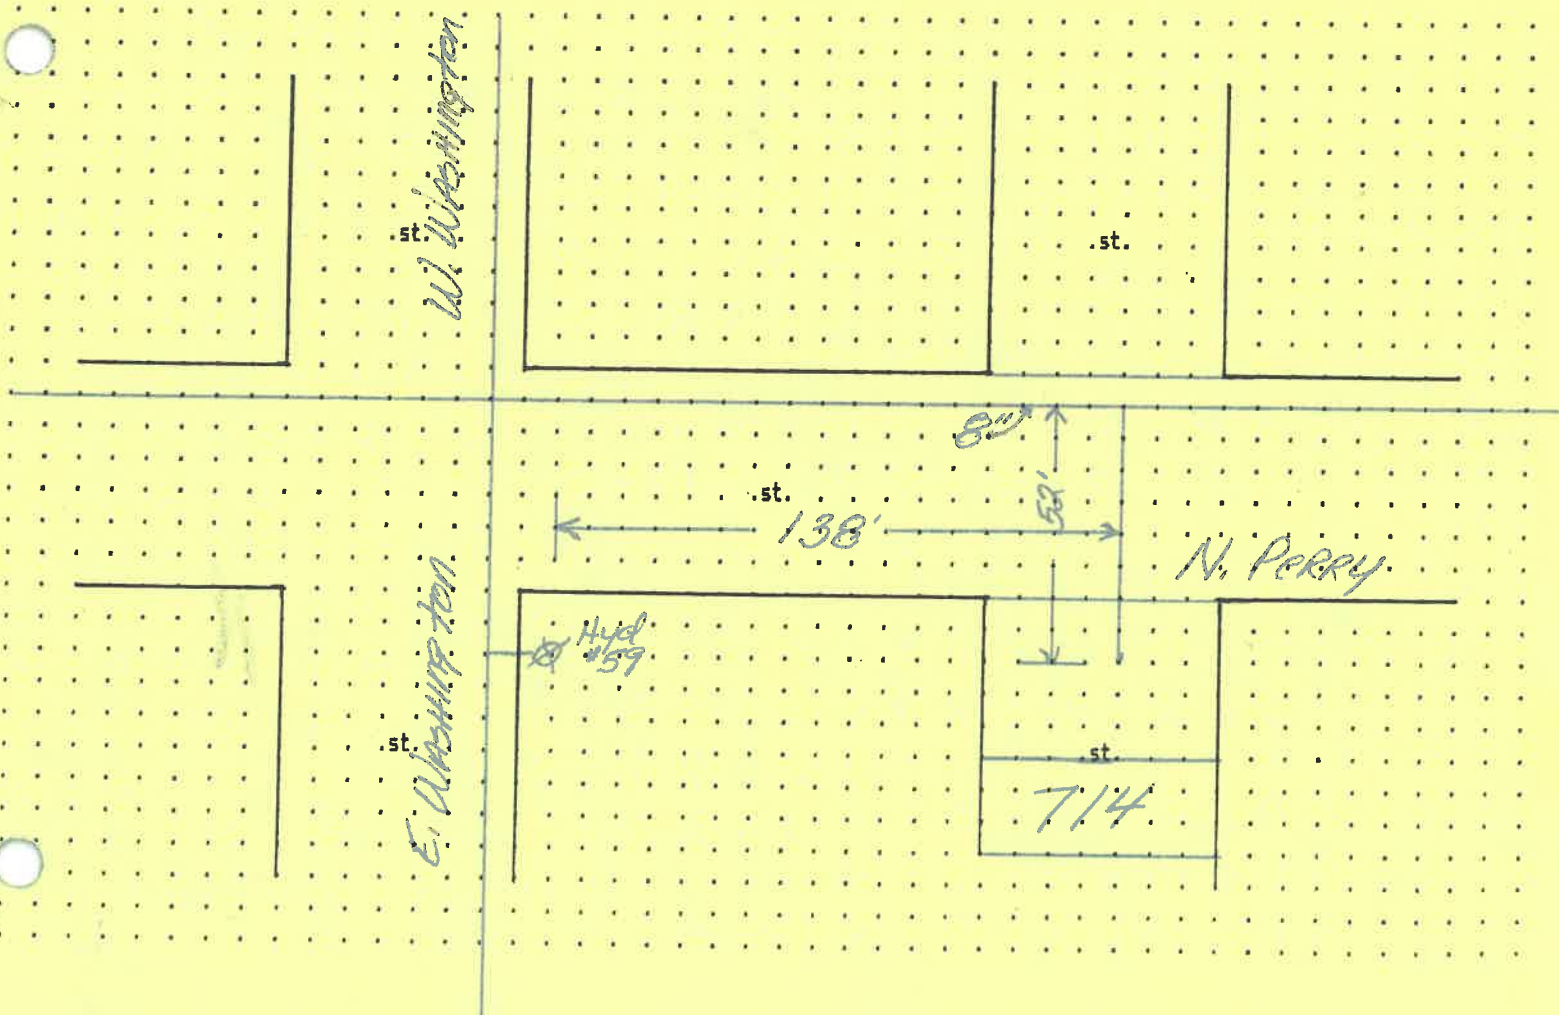 W. Washington
st.
st.
8"
52'
st.
138'
N. Perry
Hyd
#59
E. Washington
st.
st.
714